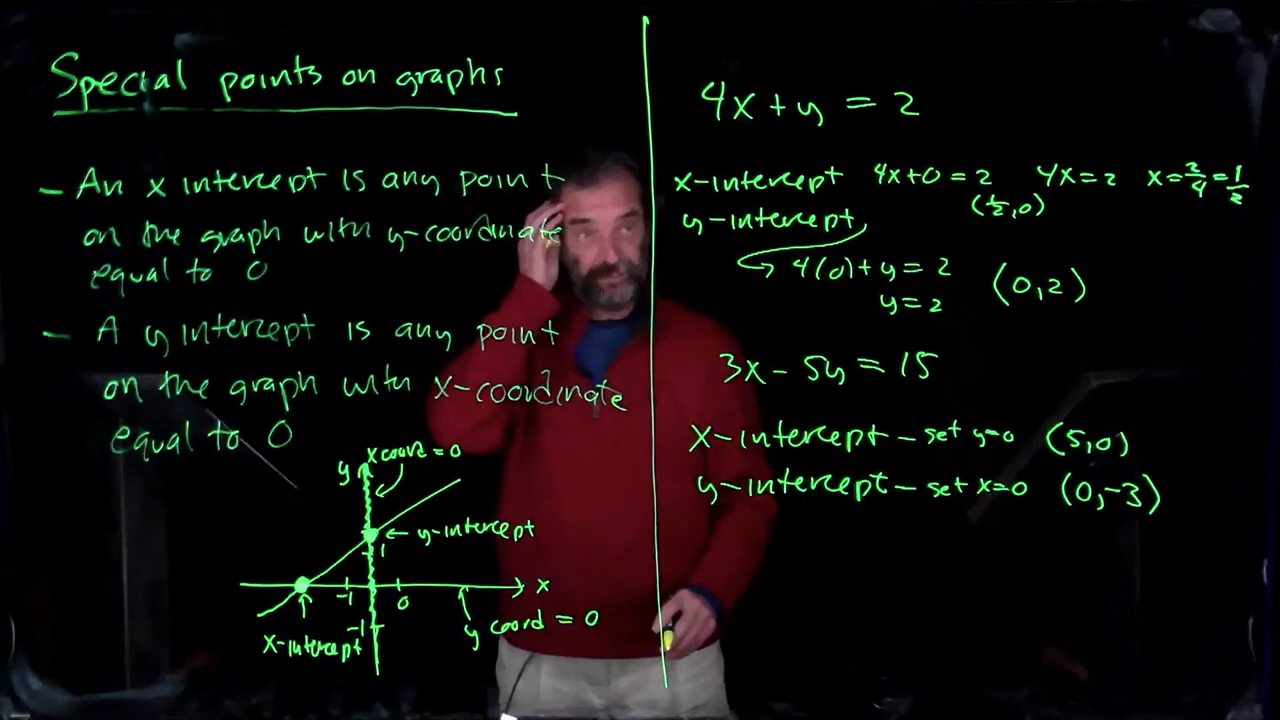 Special points on graphs
- An x intercept is any point
on the graph with y-coordinate
equal to 0
- A y intercept is any point
on the graph with x-coordinate
equal to 0
y
x coord = 0
← y-intercept
1
-1
0
x
-1
x-intercept
y coord = 0
4x + y = 2
x-intercept 4x+0 = 2 4x = 2 x = 2/4 = 1/2
(1/2, 0)
y-intercept
4(0) + y = 2 (0, 2)
y = 2
3x - 5y = 15
x-intercept - set y=0 (5, 0)
y-intercept - set x=0 (0, -3)